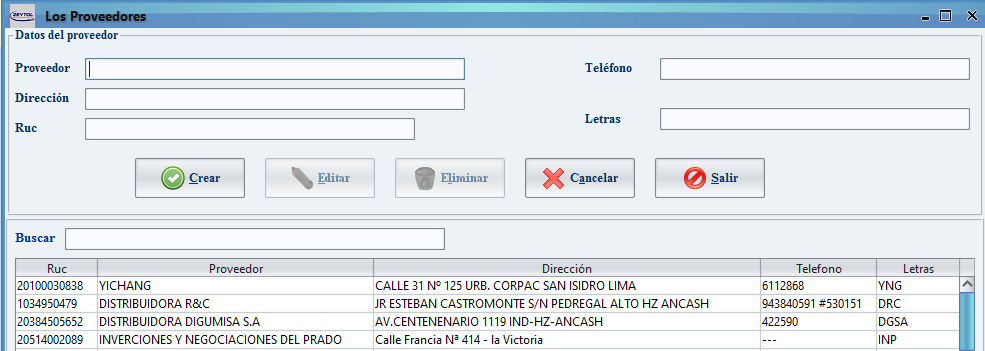 Los Proveedores
Datos del proveedor
Proveedor
Teléfono
Dirección
Letras
Ruc
Crear Editar Eliminar Cancelar Salir
Buscar
Ruc Proveedor Dirección Telefono Letras
20100030838 YICHANG CALLE 31 Nº 125 URB. CORPAC SAN ISIDRO LIMA 6112868 YNG
1034950479 DISTRIBUIDORA R&C JR ESTEBAN CASTROMONTE S/N PEDREGAL ALTO HZ ANCASH 943840591 #530151 DRC
20384505652 DISTRIBUIDORA DIGUMISA S.A AV.CENTENENARIO 1119 IND-HZ-ANCASH 422590 DGSA
20514002089 INVERCIONES Y NEGOCIACIONES DEL PRADO Calle Francia Nª 414 - la Victoria --- INP